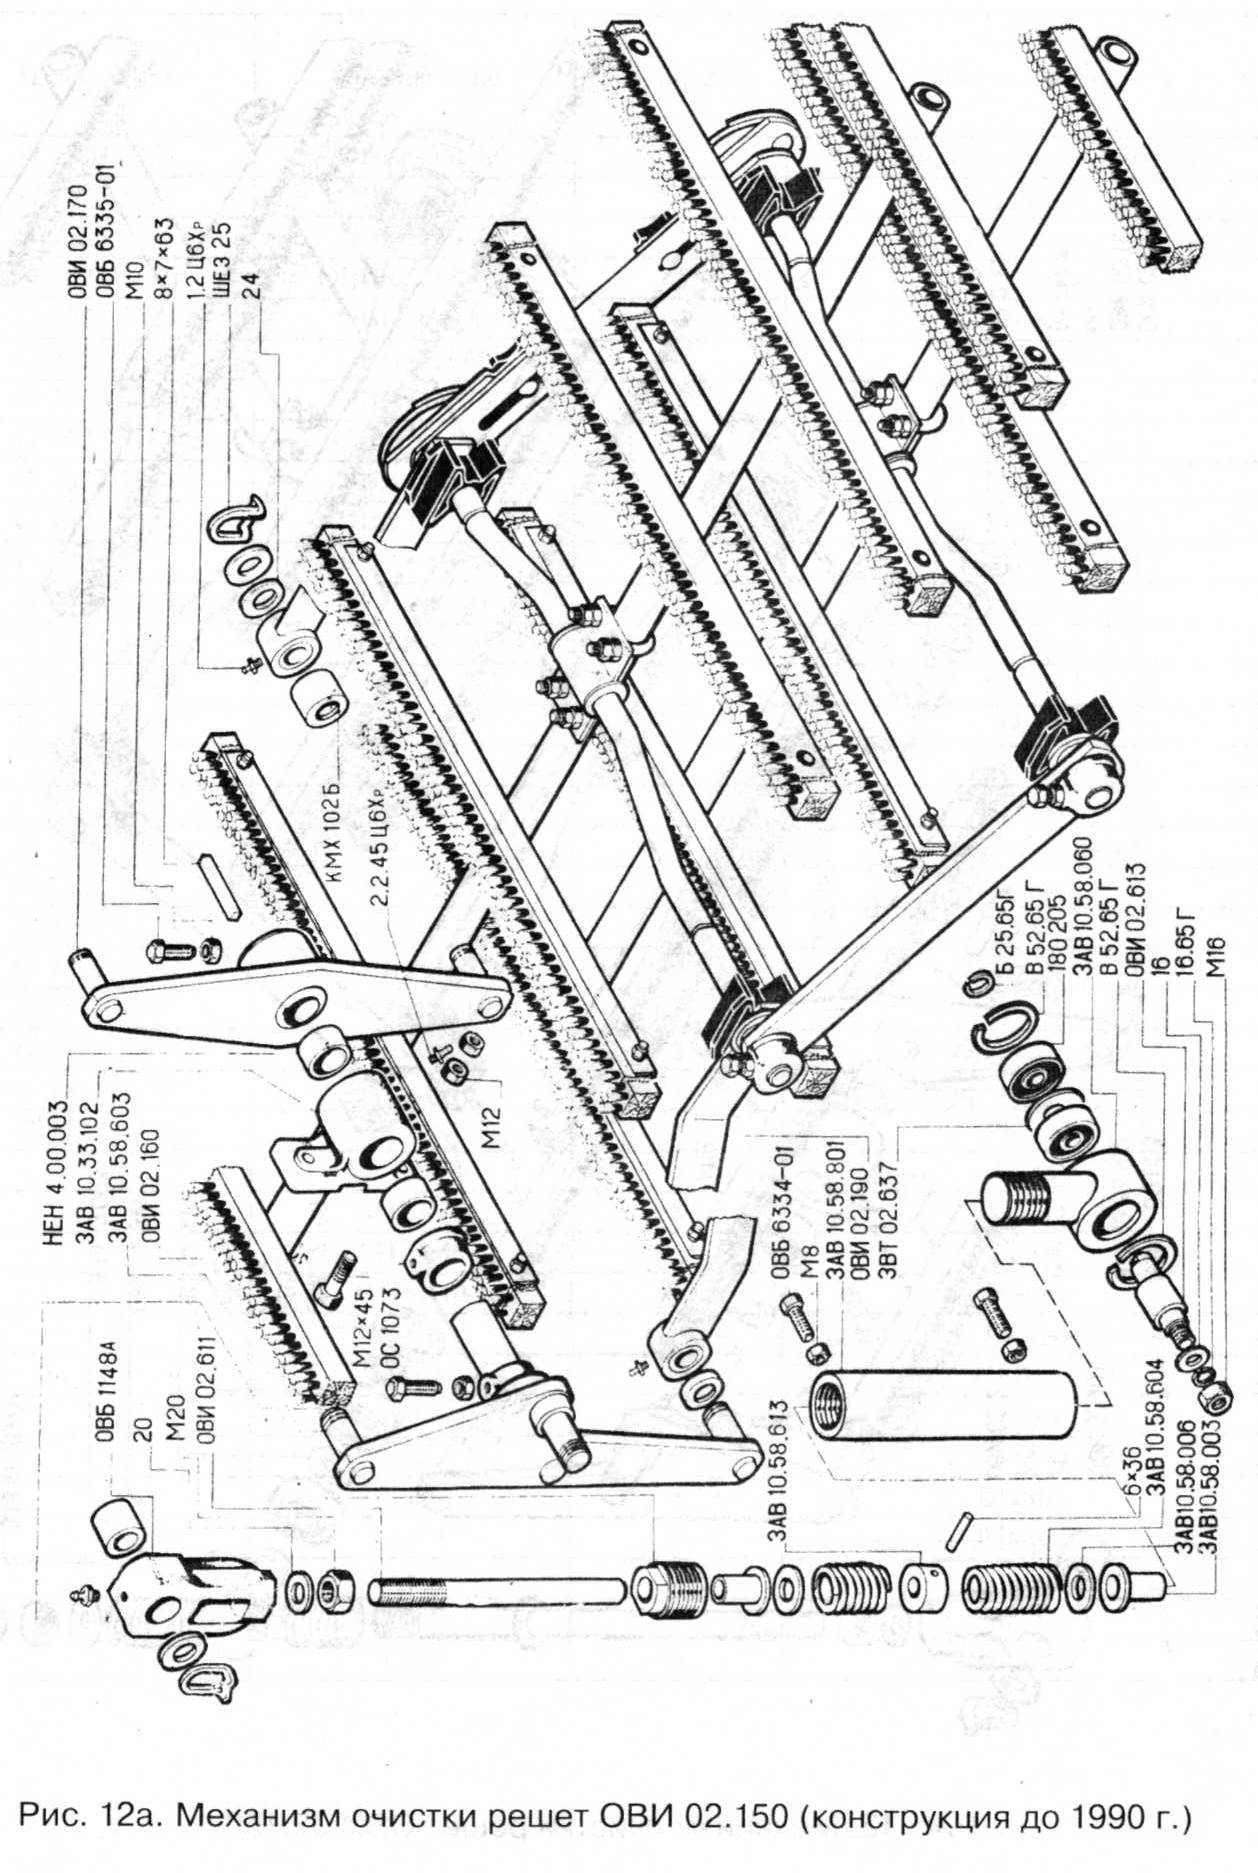 ОВИ 02.170
ОВБ 6335-01
М10
8×7×63
1.2 Ц6Хр
ШЕЗ 25
24
КМХ 102Б
2.2.45Ц6Хр
НЕН 4.00.003
ЗАВ 10.33.102
ЗАВ 10.58.603
ОВИ 02.160
М12
М12×45
ОС 1073
ОВБ 1148А
20
М20
ОВИ 02.611
Б 25.65Г
В 52.65 Г
180 205
ЗАВ 10.58.060
В 52.65 Г
ОВИ 02.613
16
16.65 Г
М16
ОВБ 6334-01
М8
ЗАВ 10.58.801
ОВИ 02.190
ЗВТ 02.637
ЗАВ 10.58.613
6×36
ЗАВ10.58.604
ЗАВ10.58.006
ЗАВ10.58.003
Рис. 12а. Механизм очистки решет ОВИ 02.150 (конструкция до 1990 г.)